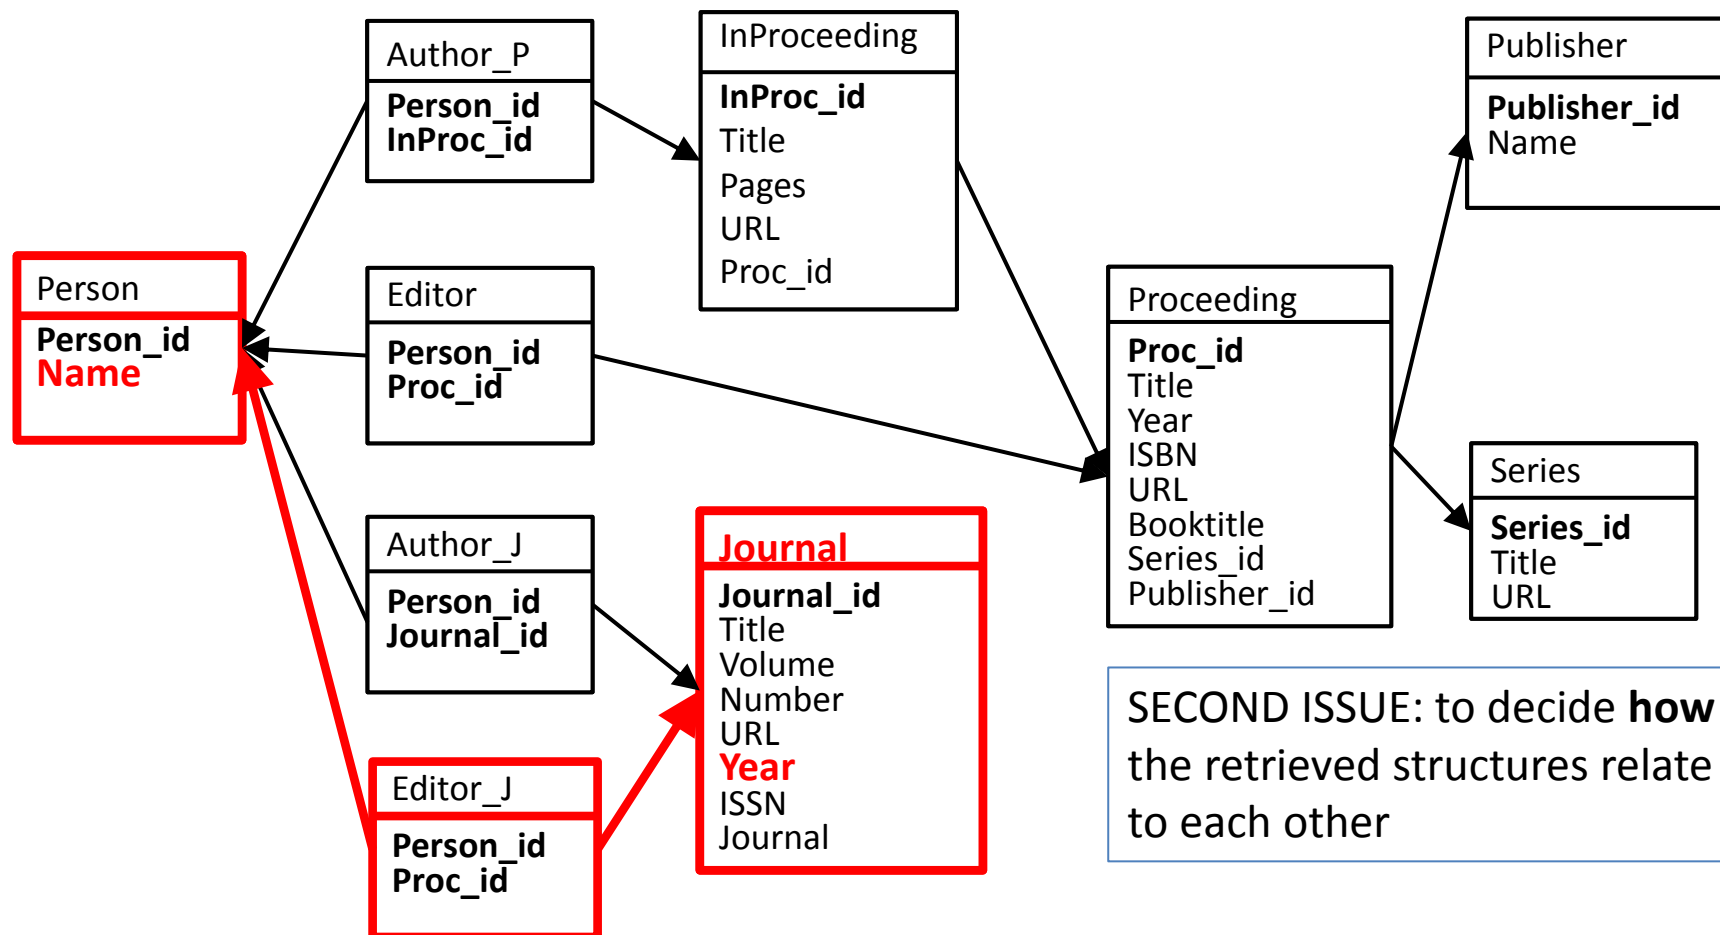 Author_P
Person_id
InProc_id
InProceeding
InProc_id
Title
Pages
URL
Proc_id
Publisher
Publisher_id
Name
Person
Person_id
Name
Editor
Person_id
Proc_id
Proceeding
Proc_id
Title
Year
ISBN
URL
Booktitle
Series_id
Publisher_id
Series
Series_id
Title
URL
Author_J
Person_id
Journal_id
Journal
Journal_id
Title
Volume
Number
URL
Year
ISSN
Journal
Editor_J
Person_id
Proc_id
SECOND ISSUE: to decide how
the retrieved structures relate
to each other